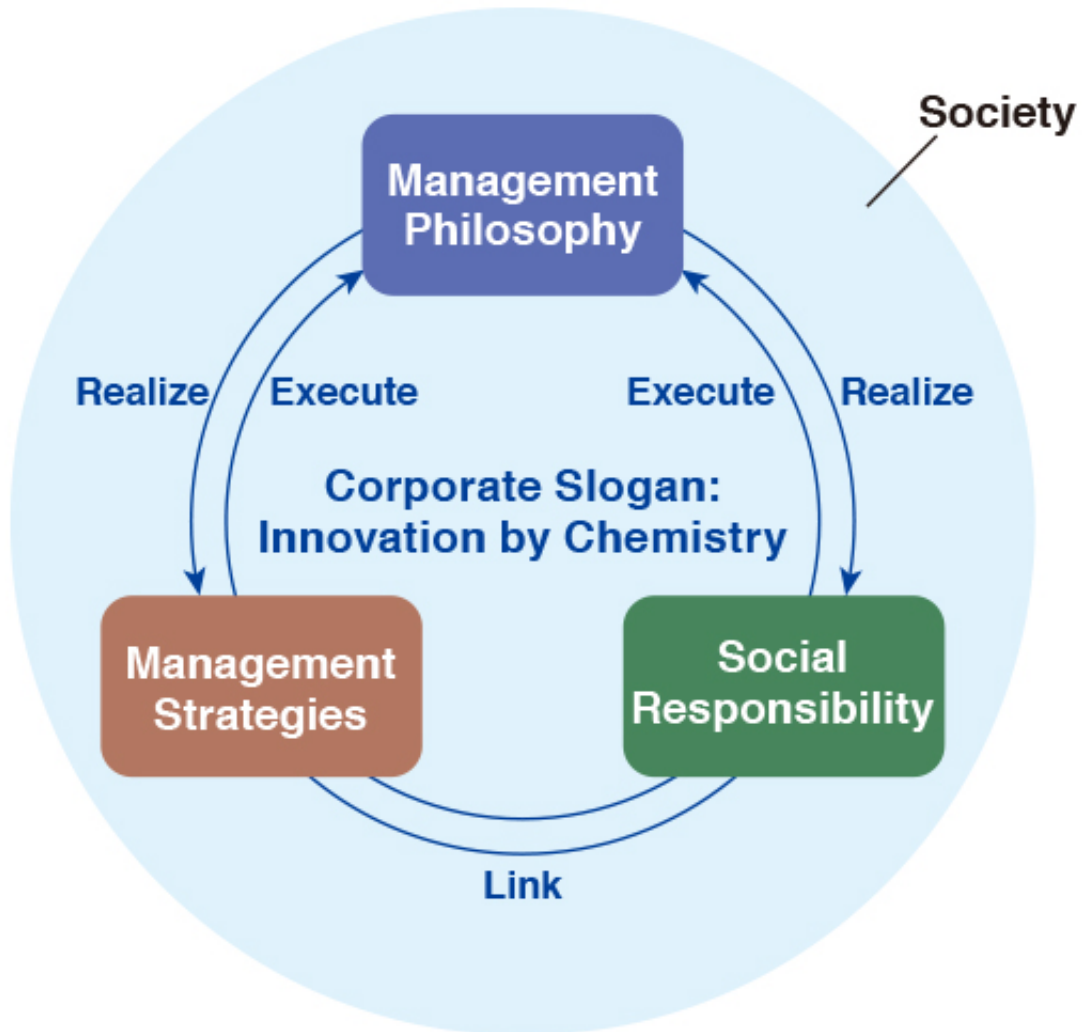 Society
Management
Philosophy
Realize
Execute
Execute
Realize
Corporate Slogan:
Innovation by Chemistry
Management
Strategies
Social
Responsibility
Link